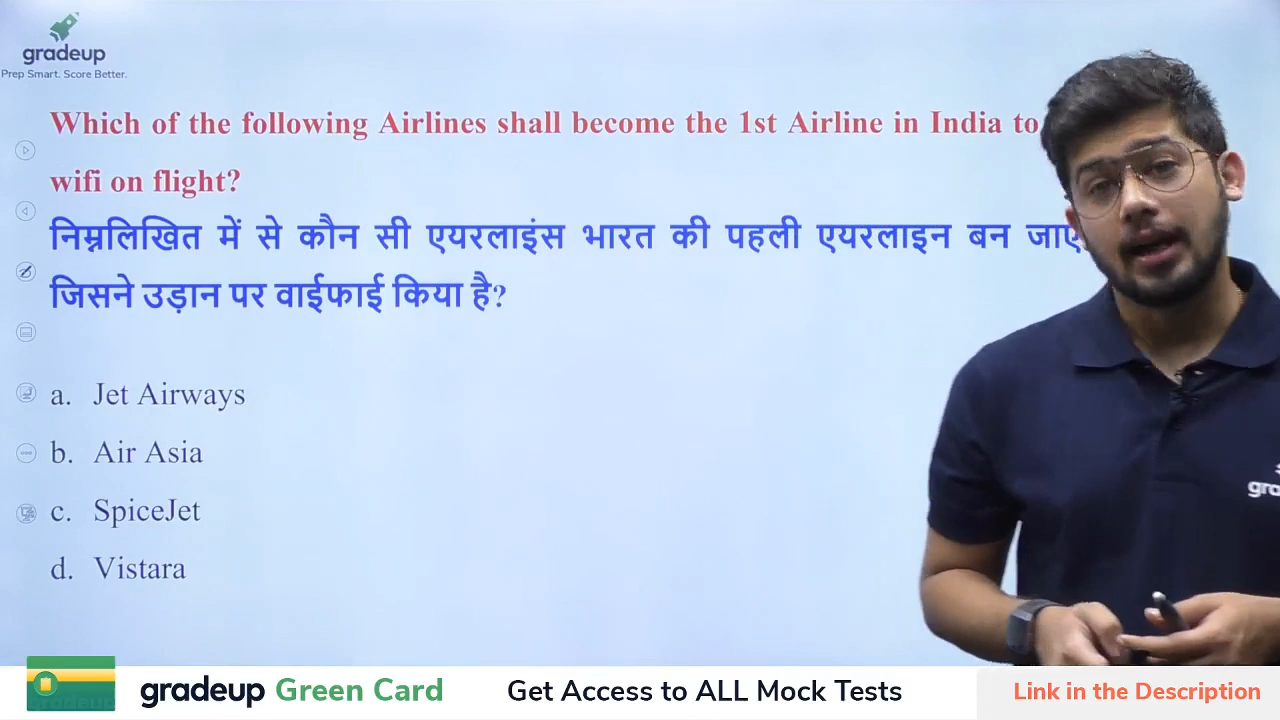 gradeup
Prep Smart. Score Better.
Which of the following Airlines shall become the 1st Airline in India to
wifi on flight?
निम्नलिखित में से कौन सी एयरलाइंस भारत की पहली एयरलाइन बन
जिसने उड़ान पर वाईफाई किया है?
a. Jet Airways
b. Air Asia
c. SpiceJet
d. Vistara
gradeup Green Card Get Access to ALL Mock Tests Link in the Description